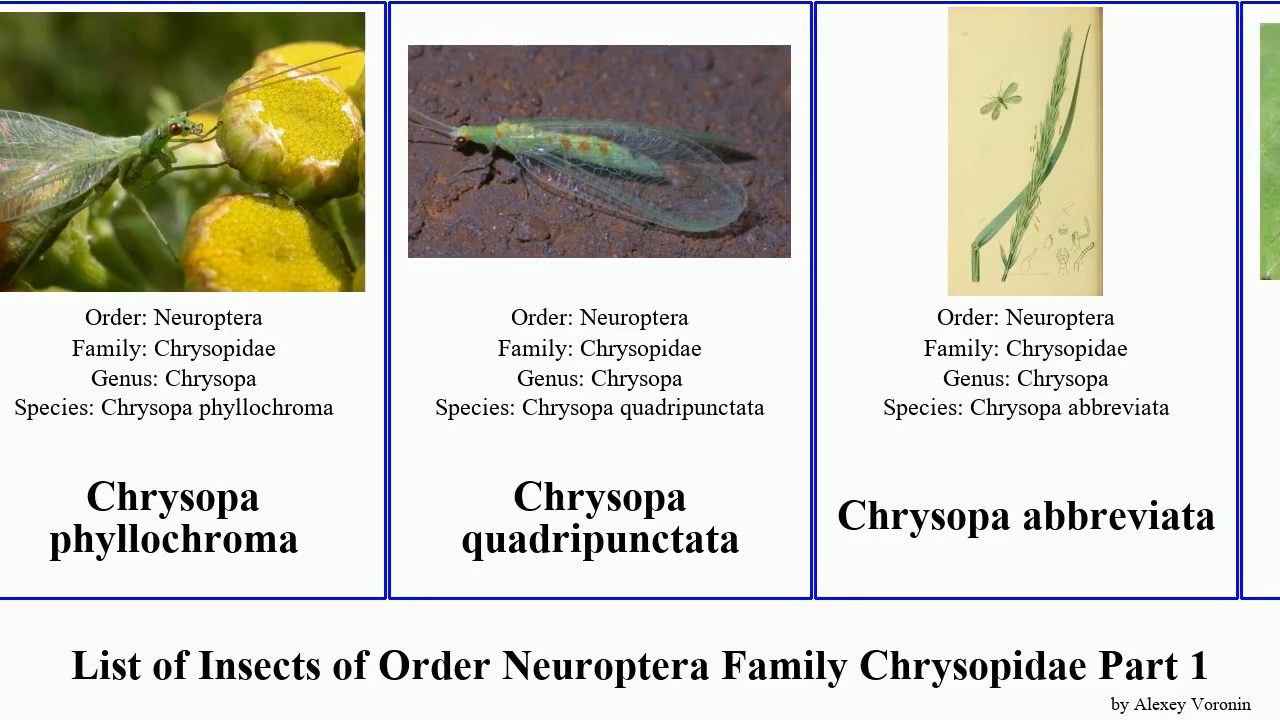 Order: Neuroptera
Family: Chrysopidae
Genus: Chrysopa
Species: Chrysopa phyllochroma
Chrysopa
phyllochroma
Order: Neuroptera
Family: Chrysopidae
Genus: Chrysopa
Species: Chrysopa quadripunctata
Chrysopa
quadripunctata
Order: Neuroptera
Family: Chrysopidae
Genus: Chrysopa
Species: Chrysopa abbreviata
Chrysopa abbreviata
List of Insects of Order Neuroptera Family Chrysopidae Part 1
by Alexey Voronin